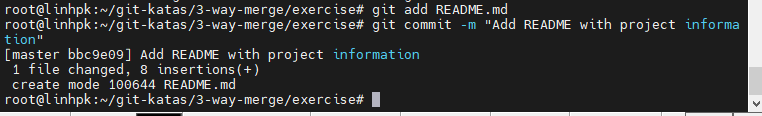 root@linhpk:~/git-katas/3-way-merge/exercise# git add README.md
root@linhpk:~/git-katas/3-way-merge/exercise# git commit -m "Add README with project informa
tion"
[master bbc9e09] Add README with project information
 1 file changed, 8 insertions(+)
 create mode 100644 README.md
root@linhpk:~/git-katas/3-way-merge/exercise#